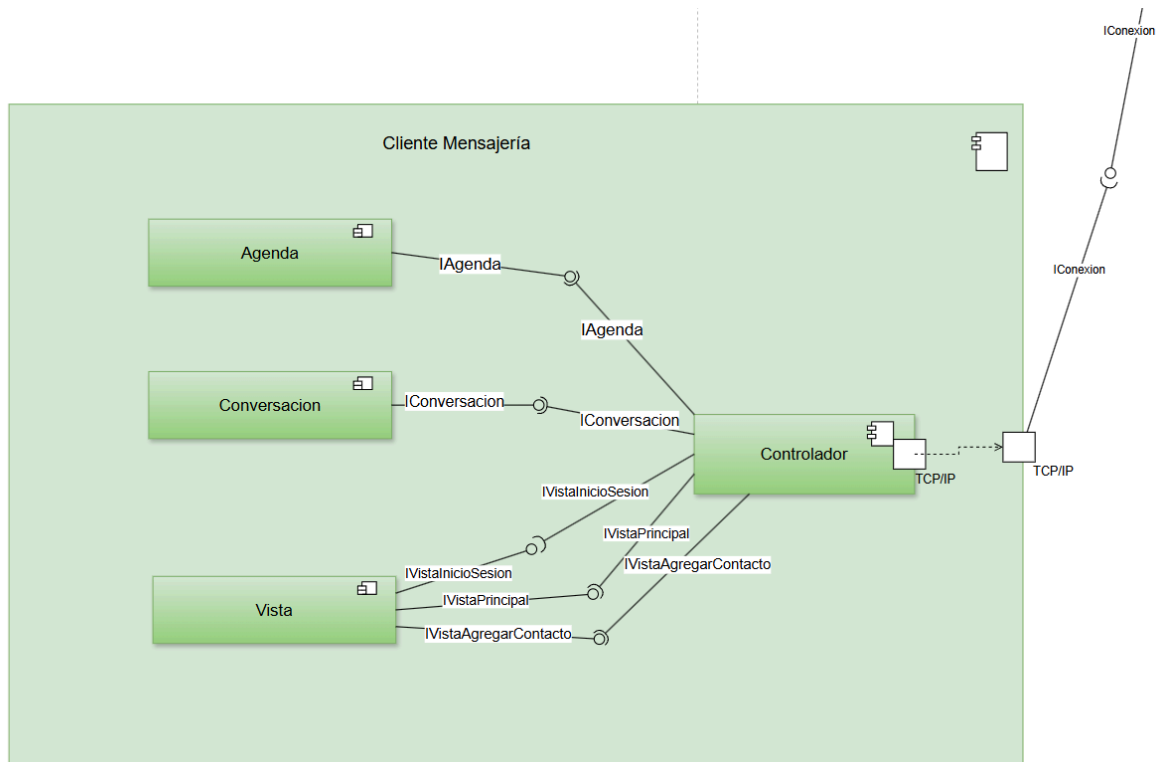 IConexion
Cliente Mensajería
Agenda
IAgenda
IConexion
IAgenda
Conversacion
IConversacion
IConversacion
Controlador
TCP/IP
TCP/IP
IVistaInicioSesion
IVistaPrincipal
IVistaAgregarContacto
IVistaInicioSesion
Vista
IVistaPrincipal
IVistaAgregarContacto